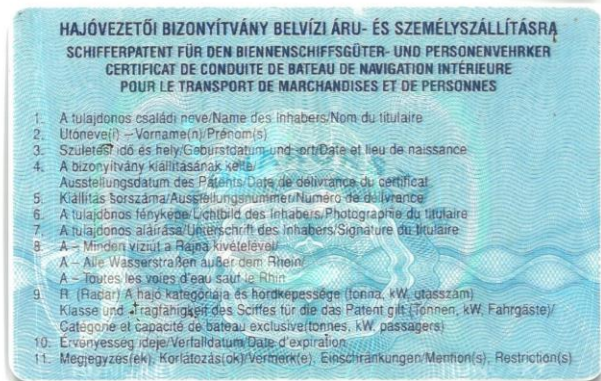 HAJÓVEZETŐI BIZONYÍTVÁNY BELVÍZI ÁRU- ÉS SZEMÉLYSZÁLLÍTÁSRA
SCHIFFERPATENT FÜR DEN BIENNENSCHIFFSGÜTER- UND PERSONENVEHRKER
CERTIFICAT DE CONDUITE DE BATEAU DE NAVIGATION INTÉRIEURE
POUR LE TRANSPORT DE MARCHANDISES ET DE PERSONNES
1. A tulajdonos családi neve/Name des Inhabers/Nom du titulaire
2. Utóneve(i) – Vorname(n)/Prénom(s)
3. Születési idő és hely/Geburstdatum und -ort/Date et lieu de naissance
4. A bizonyítvány kiállításának kelte/
Ausstellungsdatum des Patents/Date de délivrance du certificat
5. Kiállítás sorszáma/Ausstellungsnummer/Numéro de délivrance
6. A tulajdonos fényképe/Lichtbild des Inhabers/Photographie du titulaire
7. A tulajdonos aláírása/Unterschrift des Inhabers/Signature du titulaire
8. A – Minden víziút a Rajna kivételével/
A – Alle Wasserstraßen außer dem Rhein/
A – Toutes les voies d'eau sauf le Rhin
9. R (Radar) A hajó kategóriája és hordképessége (tonna, kW, utasszám)
Klasse und Tragfähigkeit des Sciffes für die das Patent gilt (Tonnen, kW, Fahrgäste)/
Catégorie et capacité de bateau exclusive (tonnes, kW, passagers)
10. Érvényesség ideje/Verfalldatum/Date d'expiration
11. Megjegyzés(ek), Korlátozás(ok)/Vermerk(e), Einschränkungen/Mention(s), Restriction(s).